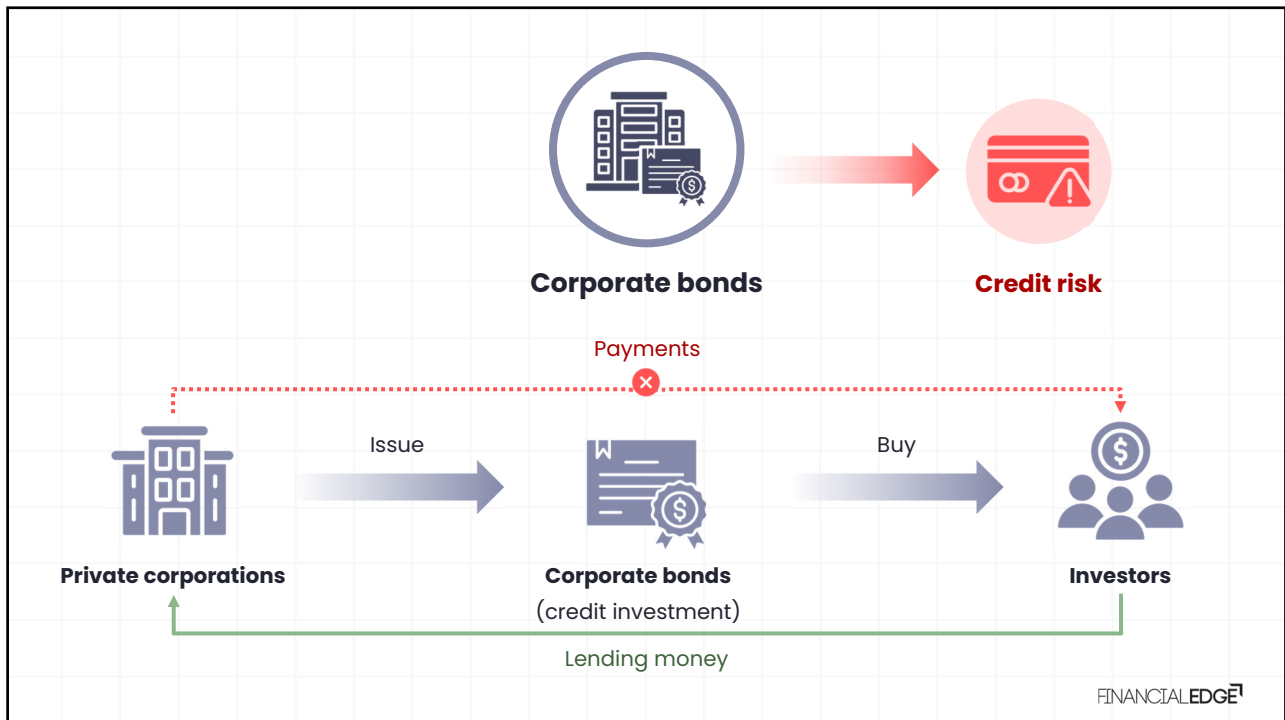 Corporate bonds
Credit risk
Payments
Issue
Buy
Private corporations
Corporate bonds
(credit investment)
Investors
Lending money
FINANCIALEDGE